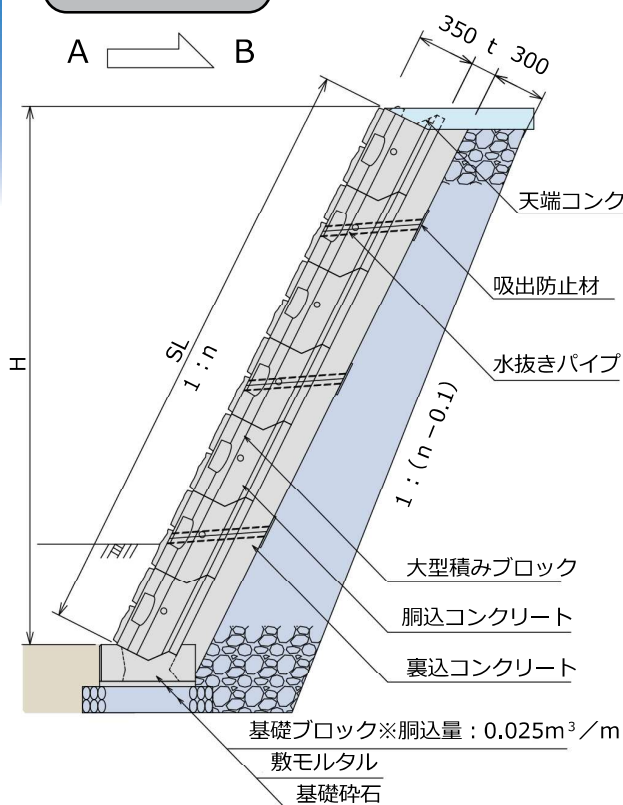 A B
350 t 300
天端コンク
吸出防止材
水抜きパイプ
SL
1：n
H
1：(n－0.1)
大型積みブロック
胴込コンクリート
裏込コンクリート
基礎ブロック※胴込量：0.025m³／m
敷モルタル
基礎砕石